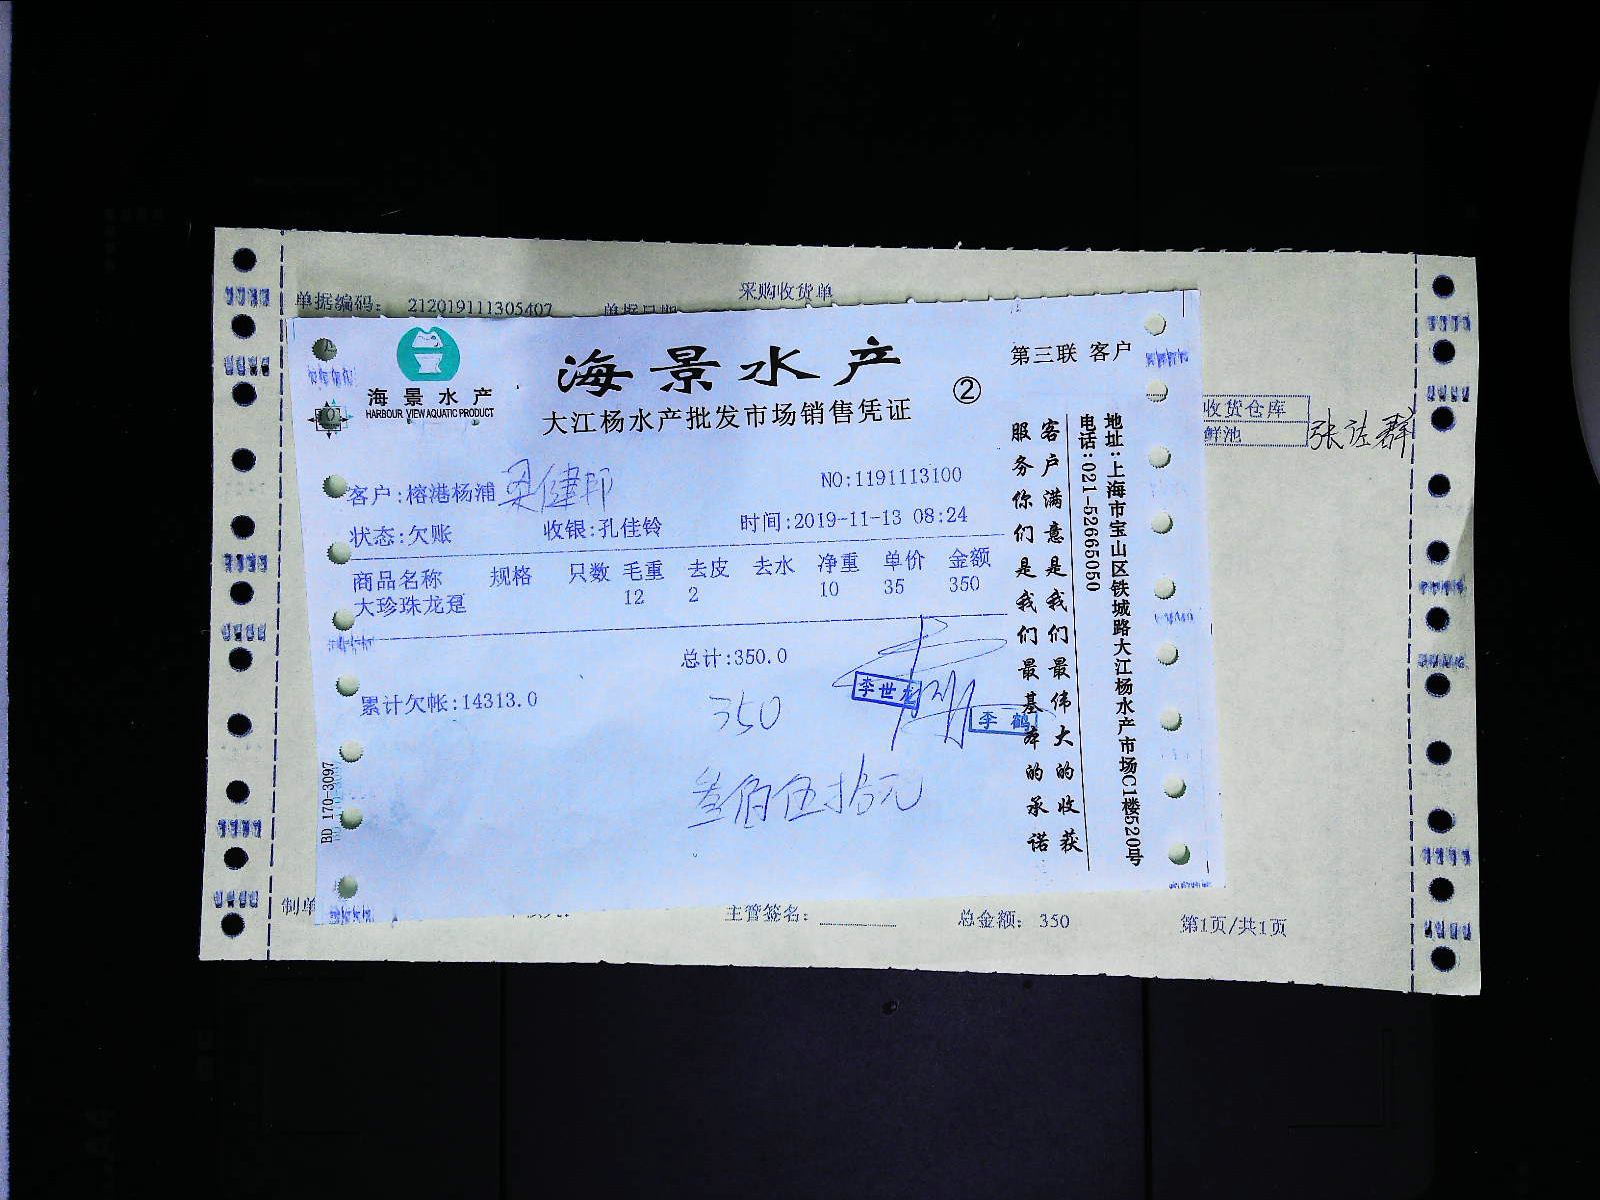 采购收货单
单据编码: 212019111305407
单据日期
收货仓库
鲜池
海景水产
HARBOUR VIEW AQUATIC PRODUCT
海景水产
大江杨水产批发市场销售凭证
②
第三联 客户
客户:榕港杨浦 梁健邦
NO:1191113100
状态:欠账 收银:孔佳铃 时间:2019-11-13 08:24
商品名称 规格 只数 毛重 去皮 去水 净重 单价 金额
大珍珠龙趸 12 2 10 35 350
总计:350.0
累计欠帐:14313.0
350
李世龙
李鹤
叁佰伍拾元
客户满意是我们最伟大的收获
服务你们是我们最基本的承诺
地址:上海市宝山区铁城路大江杨水产市场C1楼520号
电话:021-52665050
BD 170-3097
制单
主管签名:
总金额: 350
第1页/共1页